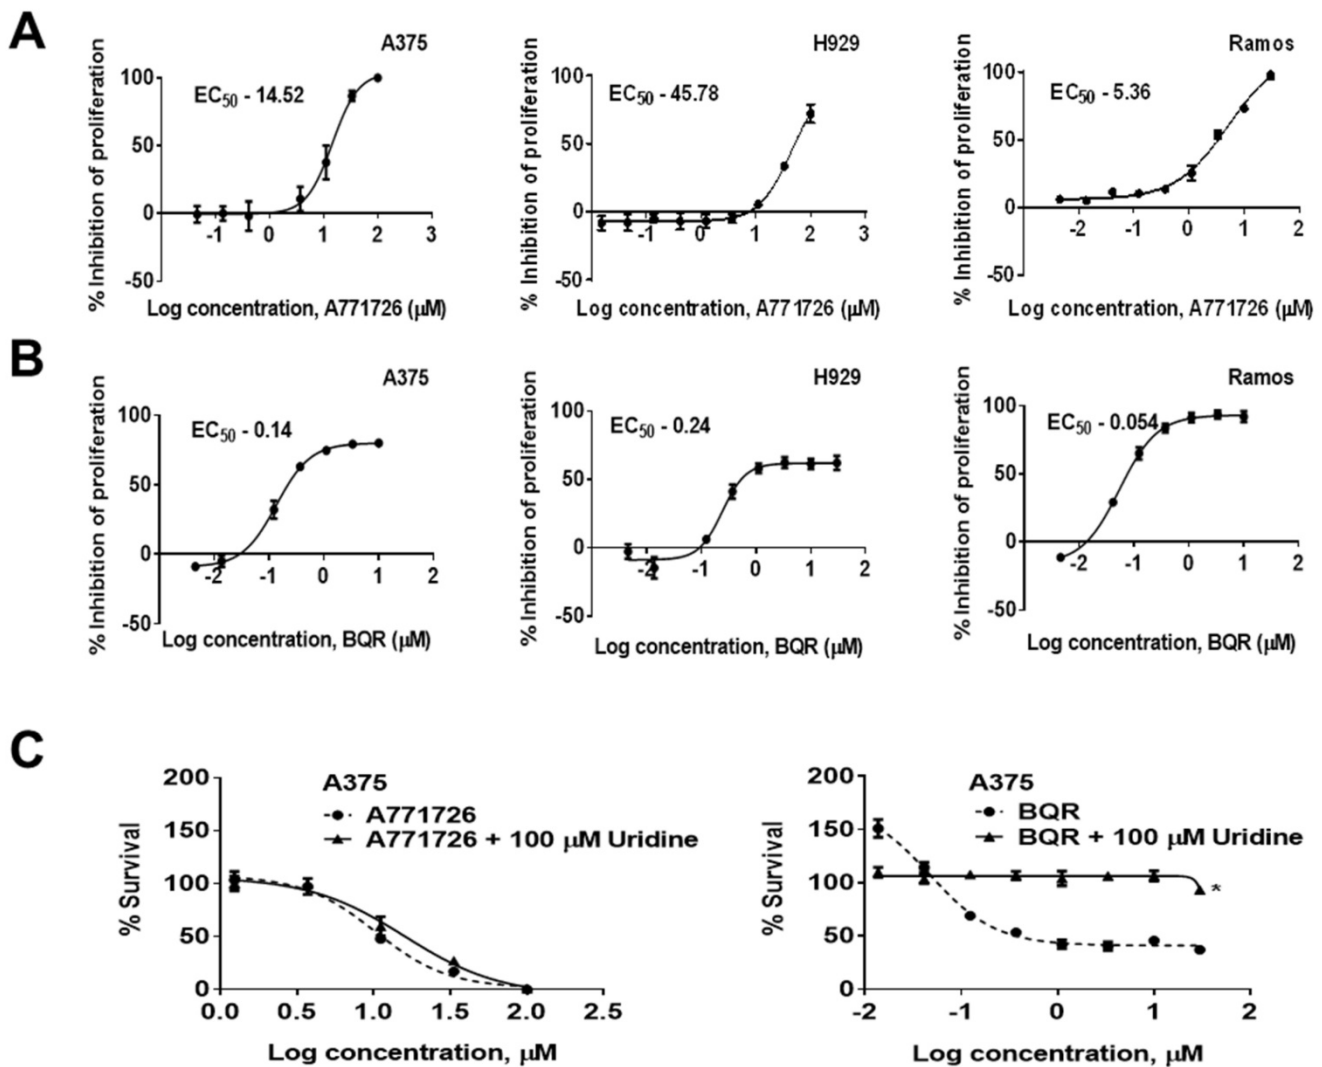 A
A375
H929
Ramos
% Inhibition of proliferation
100
50
0
-50
EC50 - 14.52
-1 0 1 2 3
Log concentration, A771726 (μM)
% Inhibition of proliferation
100
50
0
-50
EC50 - 45.78
-1 0 1 2 3
Log concentration, A771726 (μM)
% Inhibition of proliferation
100
50
0
-50
EC50 - 5.36
-2 -1 0 1 2
Log concentration, A771726 (μM)
B
A375
H929
Ramos
% Inhibition of proliferation
100
50
0
-50
EC50 - 0.14
-2 -1 0 1 2
Log concentration, BQR (μM)
% Inhibition of proliferation
100
50
0
-50
EC50 - 0.24
-2 -1 0 1 2
Log concentration, BQR (μM)
% Inhibition of proliferation
100
50
0
-50
EC50 - 0.054
-2 -1 0 1 2
Log concentration, BQR (μM)
C
% Survival
200
150
100
50
0
A375
A771726
A771726 + 100 μM Uridine
0.0 0.5 1.0 1.5 2.0 2.5
Log concentration, μM
% Survival
200
150
100
50
0
A375
BQR
BQR + 100 μM Uridine
*
-2 -1 0 1 2
Log concentration, μM